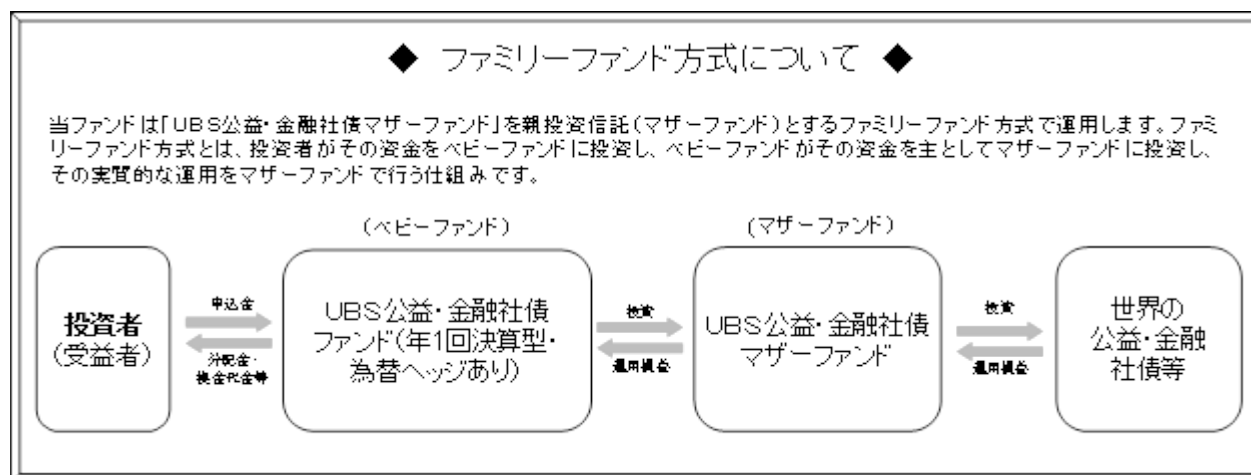 ◆ ファミリーファンド方式について ◆
当ファンドは「UBS公益・金融社債マザーファンド」を親投資信託(マザーファンド)とするファミリーファンド方式で運用します。ファミ
リーファンド方式とは、投資者がその資金をベビーファンドに投資し、ベビーファンドがその資金を主としてマザーファンドに投資し、
その実質的な運用をマザーファンドで行う仕組みです。
(ベビーファンド)
(マザーファンド)
投資者
(受益者)
申込金
分配金・
換金代金等
UBS公益・金融社債
ファンド(年1回決算型・
為替ヘッジあり)
投資
運用損益
UBS公益・金融社債
マザーファンド
投資
運用損益
世界の
公益・金融
社債等